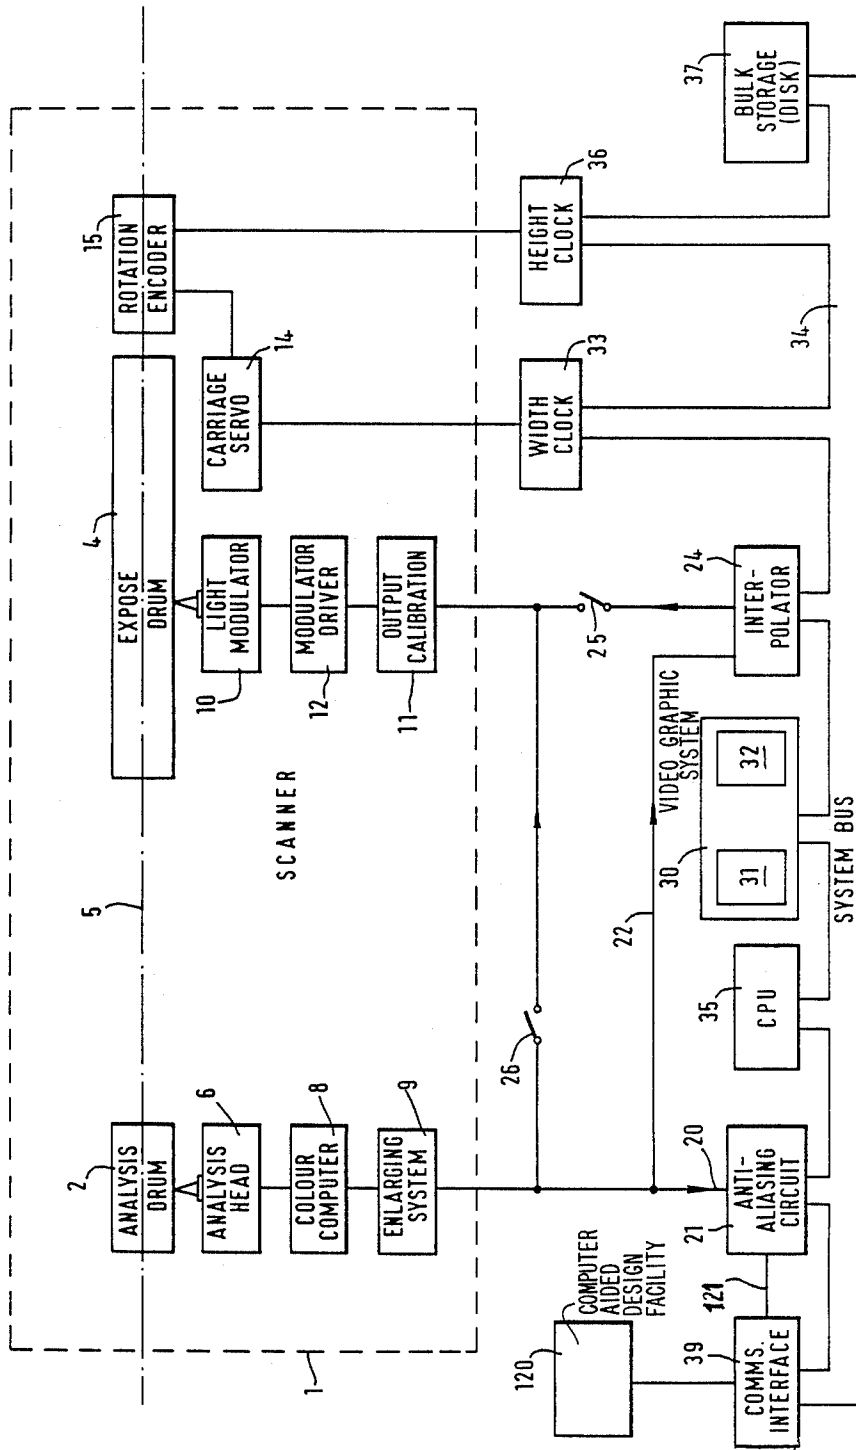 2
ANALYSIS
DRUM
5
EXPOSE
DRUM
4
15
ROTATION
ENCODER
6
ANALYSIS
HEAD
8
COLOUR
COMPUTER
9
ENLARGING
SYSTEM
SCANNER
LIGHT
MODULATOR
10
MODULATOR
DRIVER
12
OUTPUT
CALIBRATION
11
CARRIAGE
SERVO
14
1
26
25
WIDTH
CLOCK
33
HEIGHT
CLOCK
36
120
COMPUTER
AIDED
DESIGN
FACILITY
22
20
121
39
COMMS.
INTERFACE
21
ANTI-
ALIASING
CIRCUIT
35
CPU
VIDEO GRAPHIC
SYSTEM
30
31
32
24
INTER-
POLATOR
34
37
BULK
STORAGE
(DISK)
SYSTEM BUS